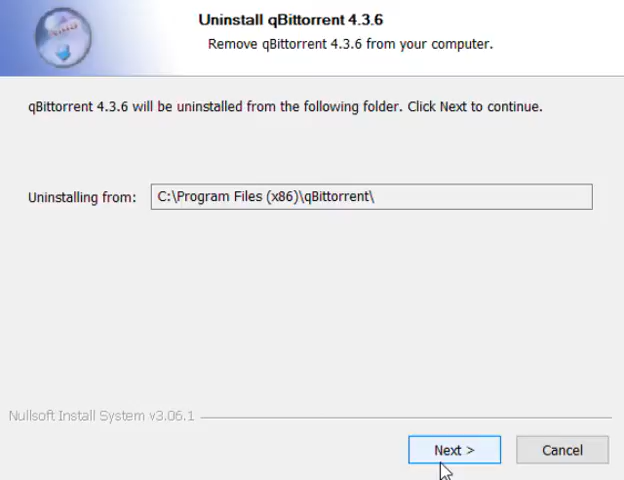 Uninstall qBittorrent 4.3.6
Remove qBittorrent 4.3.6 from your computer.
qBittorrent 4.3.6 will be uninstalled from the following folder. Click Next to continue.
Uninstalling from: C:\Program Files (x86)\qBittorrent\
Nullsoft Install System v3.06.1
Next > Cancel